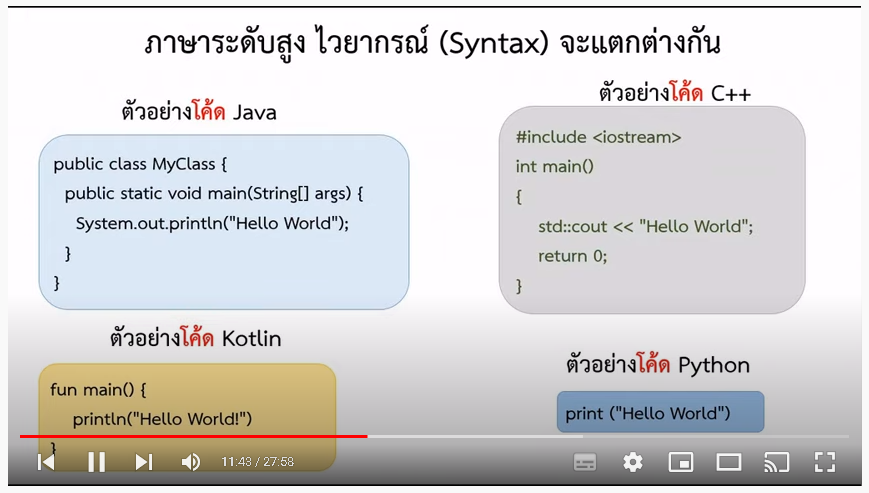 ภาษาระดับสูง ไวยากรณ์ (Syntax) จะแตกต่างกัน
ตัวอย่างโค้ด Java
public class MyClass {
public static void main(String[] args) {
System.out.println("Hello World");
}
}
ตัวอย่างโค้ด C++
#include <iostream>
int main()
{
std::cout << "Hello World";
return 0;
}
ตัวอย่างโค้ด Kotlin
fun main() {
println("Hello World!")
}
ตัวอย่างโค้ด Python
print ("Hello World")
11:43 / 27:58